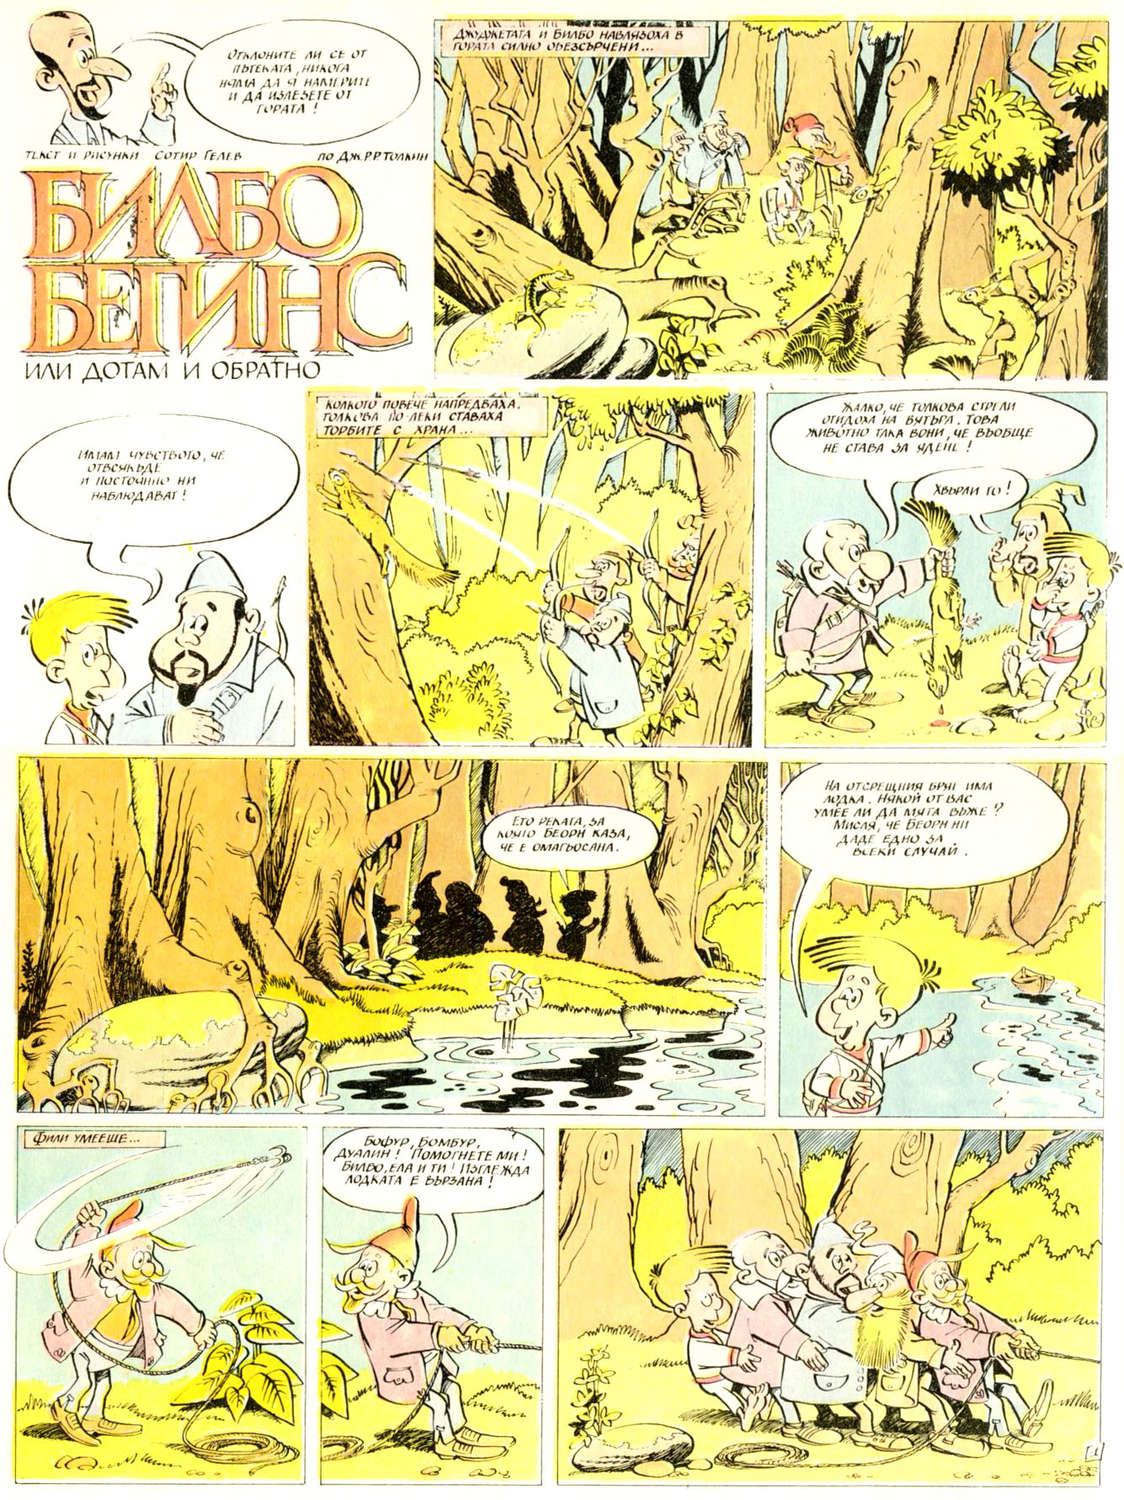 Отклоните ли се от
пътеката, никога
няма да я намерите
и да излезете от
гората!
Текст и рисунки Сотир Гелев
по Дж.Р.Р Толкин
БИЛБО
БЕГИНС
ИЛИ ДОТАМ И ОБРАТНО
Джуджетата и Билбо навлязоха в
гората силно обезсърчени...
Имам чувството, че
отвсякъде
и постоянно ни
наблюдават!
Колкото повече напредваха,
толкова по-леки ставаха
торбите с храна...
Жалко, че толкова стрели
отидоха на вятъра. Това
животно така вони, че въобще
не става за ядене!
Хвърли го!
Ето реката, за
която Беорн каза,
че е омагьосана.
На отсрещния бряг има
лодка. Някой от вас
умее ли да мята въже?
Мисля, че Беорн ни
даде едно за
всеки случай.
Фили умееше...
Бофур, Бомбур,
Дуалин! Помогнете ми!
Билбо, ела и ти! Изглежда
лодката е вързана!